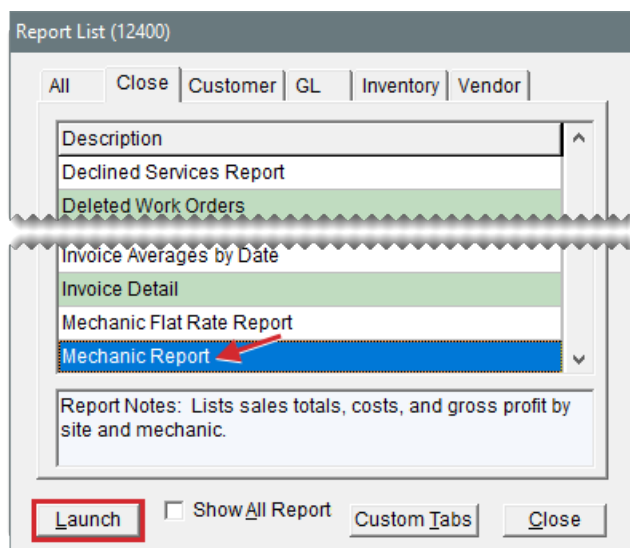 Report List (12400)
All Close Customer GL Inventory Vendor
Description
Declined Services Report
Deleted Work Orders
Invoice Averages by Date
Invoice Detail
Mechanic Flat Rate Report
Mechanic Report
Report Notes: Lists sales totals, costs, and gross profit by
site and mechanic.
Launch Show All Report Custom Tabs Close